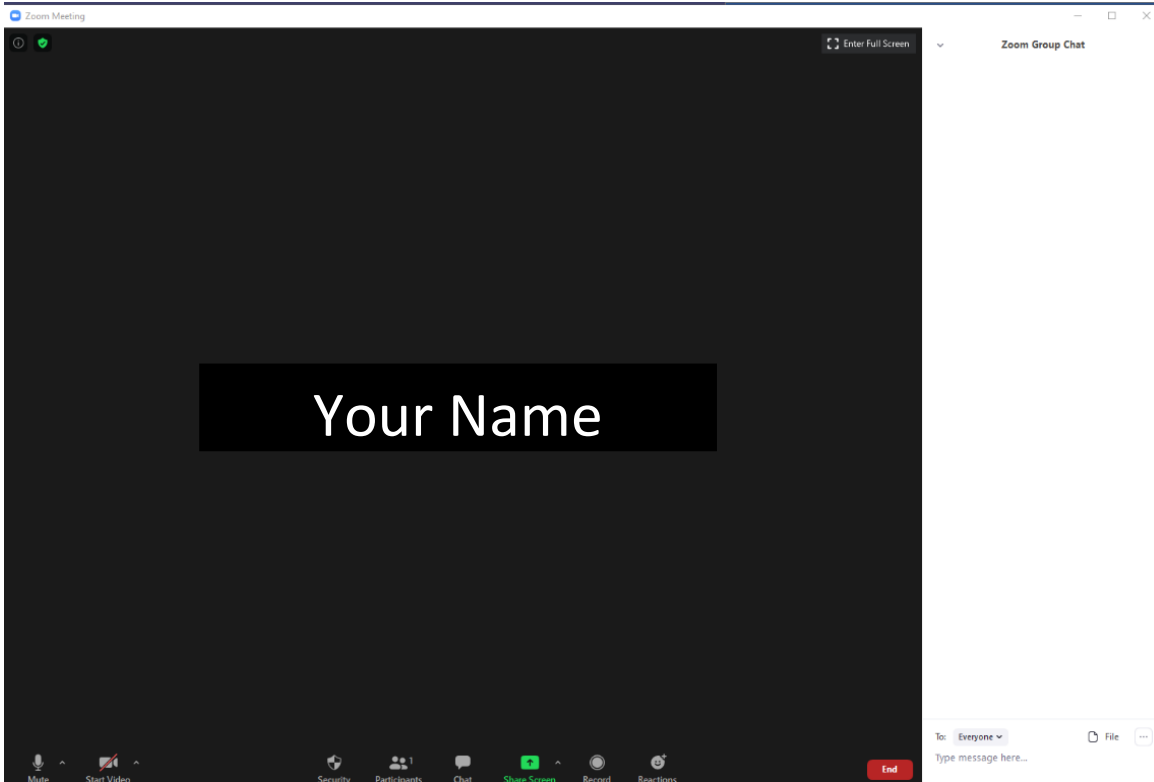 Zoom Meeting
Enter Full Screen
Zoom Group Chat
Your Name
To: Everyone File
Type message here...
1
Mute Start Video Security Participants Chat Share Screen Record Reactions End